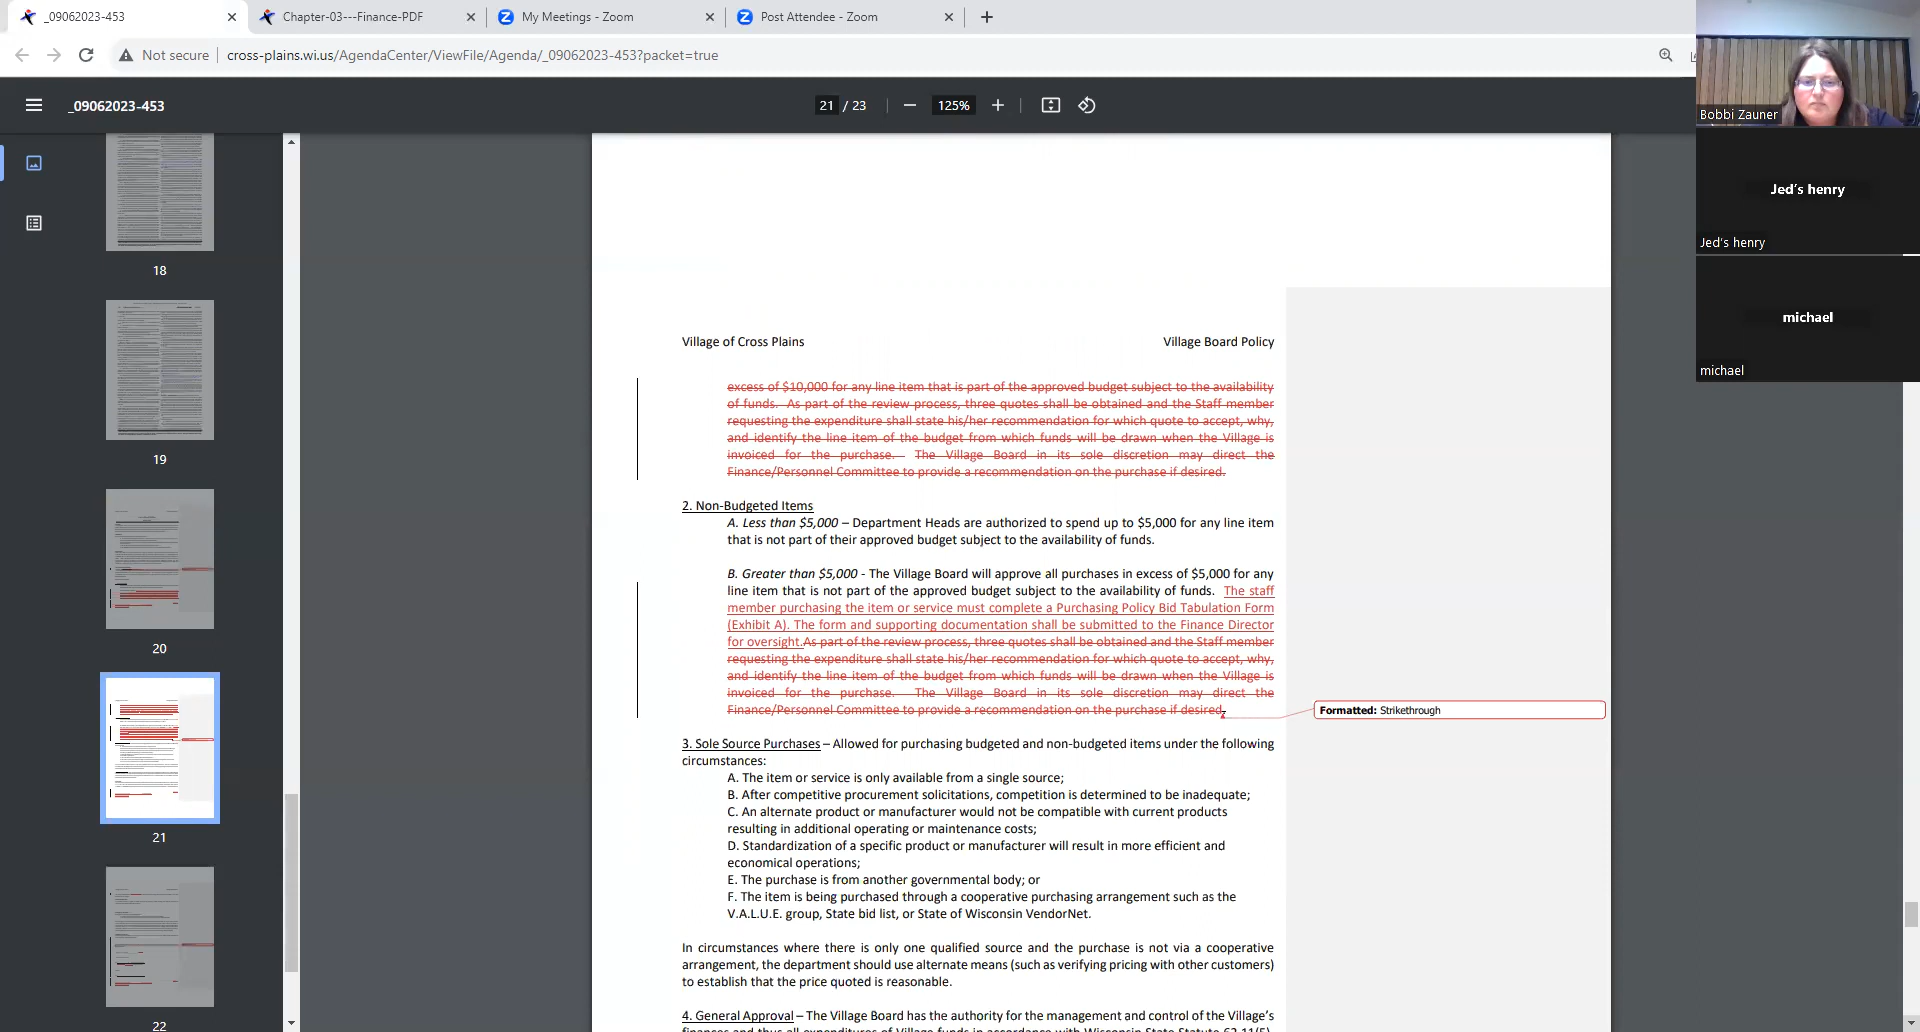 _09062023-453
Chapter-03---Finance-PDF
My Meetings - Zoom
Post Attendee - Zoom
Not secure
cross-plains.wi.us/AgendaCenter/ViewFile/Agenda/_09062023-453?packet=true
_09062023-453
21 / 23
125%
Bobbi Zauner
Jed's henry
Jed's henry
michael
michael
18
19
20
21
22
Village of Cross Plains
Village Board Policy
excess of $10,000 for any line item that is part of the approved budget subject to the availability
of funds. As part of the review process, three quotes shall be obtained and the Staff member
requesting the expenditure shall state his/her recommendation for which quote to accept, why,
and identify the line item of the budget from which funds will be drawn when the Village is
invoiced for the purchase. The Village Board in its sole discretion may direct the
Finance/Personnel Committee to provide a recommendation on the purchase if desired.
2. Non-Budgeted Items
A. Less than $5,000 – Department Heads are authorized to spend up to $5,000 for any line item
that is not part of their approved budget subject to the availability of funds.
B. Greater than $5,000 - The Village Board will approve all purchases in excess of $5,000 for any
line item that is not part of the approved budget subject to the availability of funds. The staff
member purchasing the item or service must complete a Purchasing Policy Bid Tabulation Form
(Exhibit A). The form and supporting documentation shall be submitted to the Finance Director
for oversight.As part of the review process, three quotes shall be obtained and the Staff member
requesting the expenditure shall state his/her recommendation for which quote to accept, why,
and identify the line item of the budget from which funds will be drawn when the Village is
invoiced for the purchase. The Village Board in its sole discretion may direct the
Finance/Personnel Committee to provide a recommendation on the purchase if desired.
Formatted: Strikethrough
3. Sole Source Purchases – Allowed for purchasing budgeted and non-budgeted items under the following
circumstances:
A. The item or service is only available from a single source;
B. After competitive procurement solicitations, competition is determined to be inadequate;
C. An alternate product or manufacturer would not be compatible with current products
resulting in additional operating or maintenance costs;
D. Standardization of a specific product or manufacturer will result in more efficient and
economical operations;
E. The purchase is from another governmental body; or
F. The item is being purchased through a cooperative purchasing arrangement such as the
V.A.L.U.E. group, State bid list, or State of Wisconsin VendorNet.
In circumstances where there is only one qualified source and the purchase is not via a cooperative
arrangement, the department should use alternate means (such as verifying pricing with other customers)
to establish that the price quoted is reasonable.
4. General Approval – The Village Board has the authority for the management and control of the Village's
finances and thus all expenditures of Village funds in accordance with Wisconsin State Statute 62.11(5).